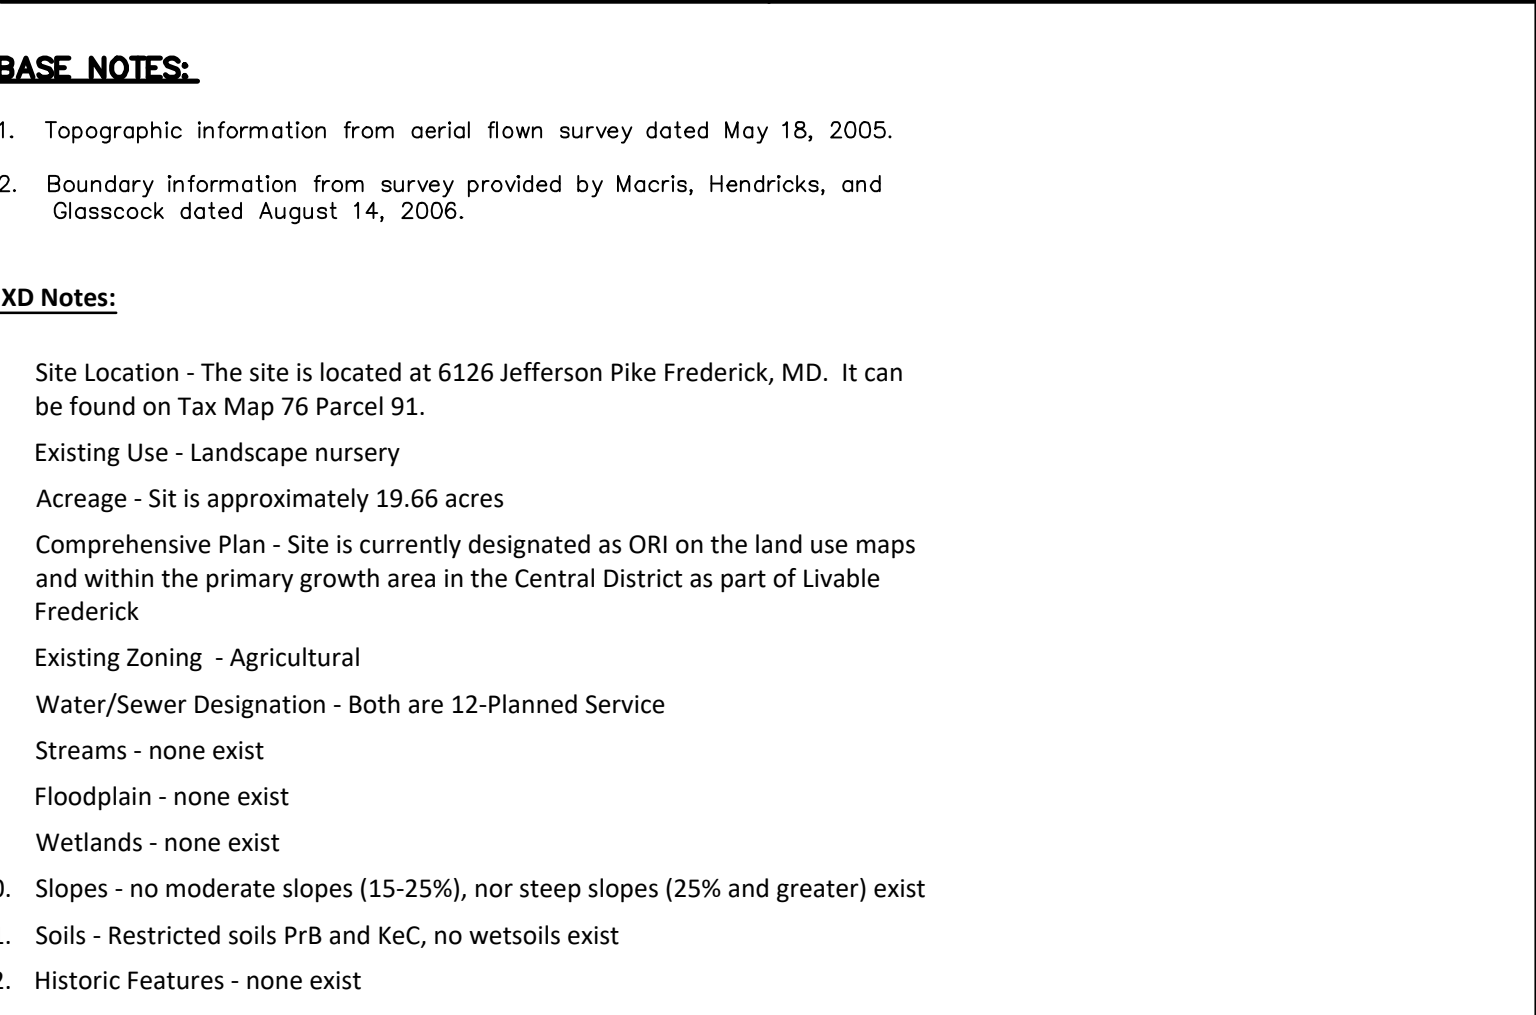 BASE NOTES:
1. Topographic information from aerial flown survey dated May 18, 2005.
2. Boundary information from survey provided by Macris, Hendricks, and
Glasscock dated August 14, 2006.
XD Notes:
Site Location - The site is located at 6126 Jefferson Pike Frederick, MD. It can
be found on Tax Map 76 Parcel 91.
Existing Use - Landscape nursery
Acreage - Sit is approximately 19.66 acres
Comprehensive Plan - Site is currently designated as ORI on the land use maps
and within the primary growth area in the Central District as part of Livable
Frederick
Existing Zoning - Agricultural
Water/Sewer Designation - Both are 12-Planned Service
Streams - none exist
Floodplain - none exist
Wetlands - none exist
0. Slopes - no moderate slopes (15-25%), nor steep slopes (25% and greater) exist
. Soils - Restricted soils PrB and KeC, no wetsoils exist
2. Historic Features - none exist